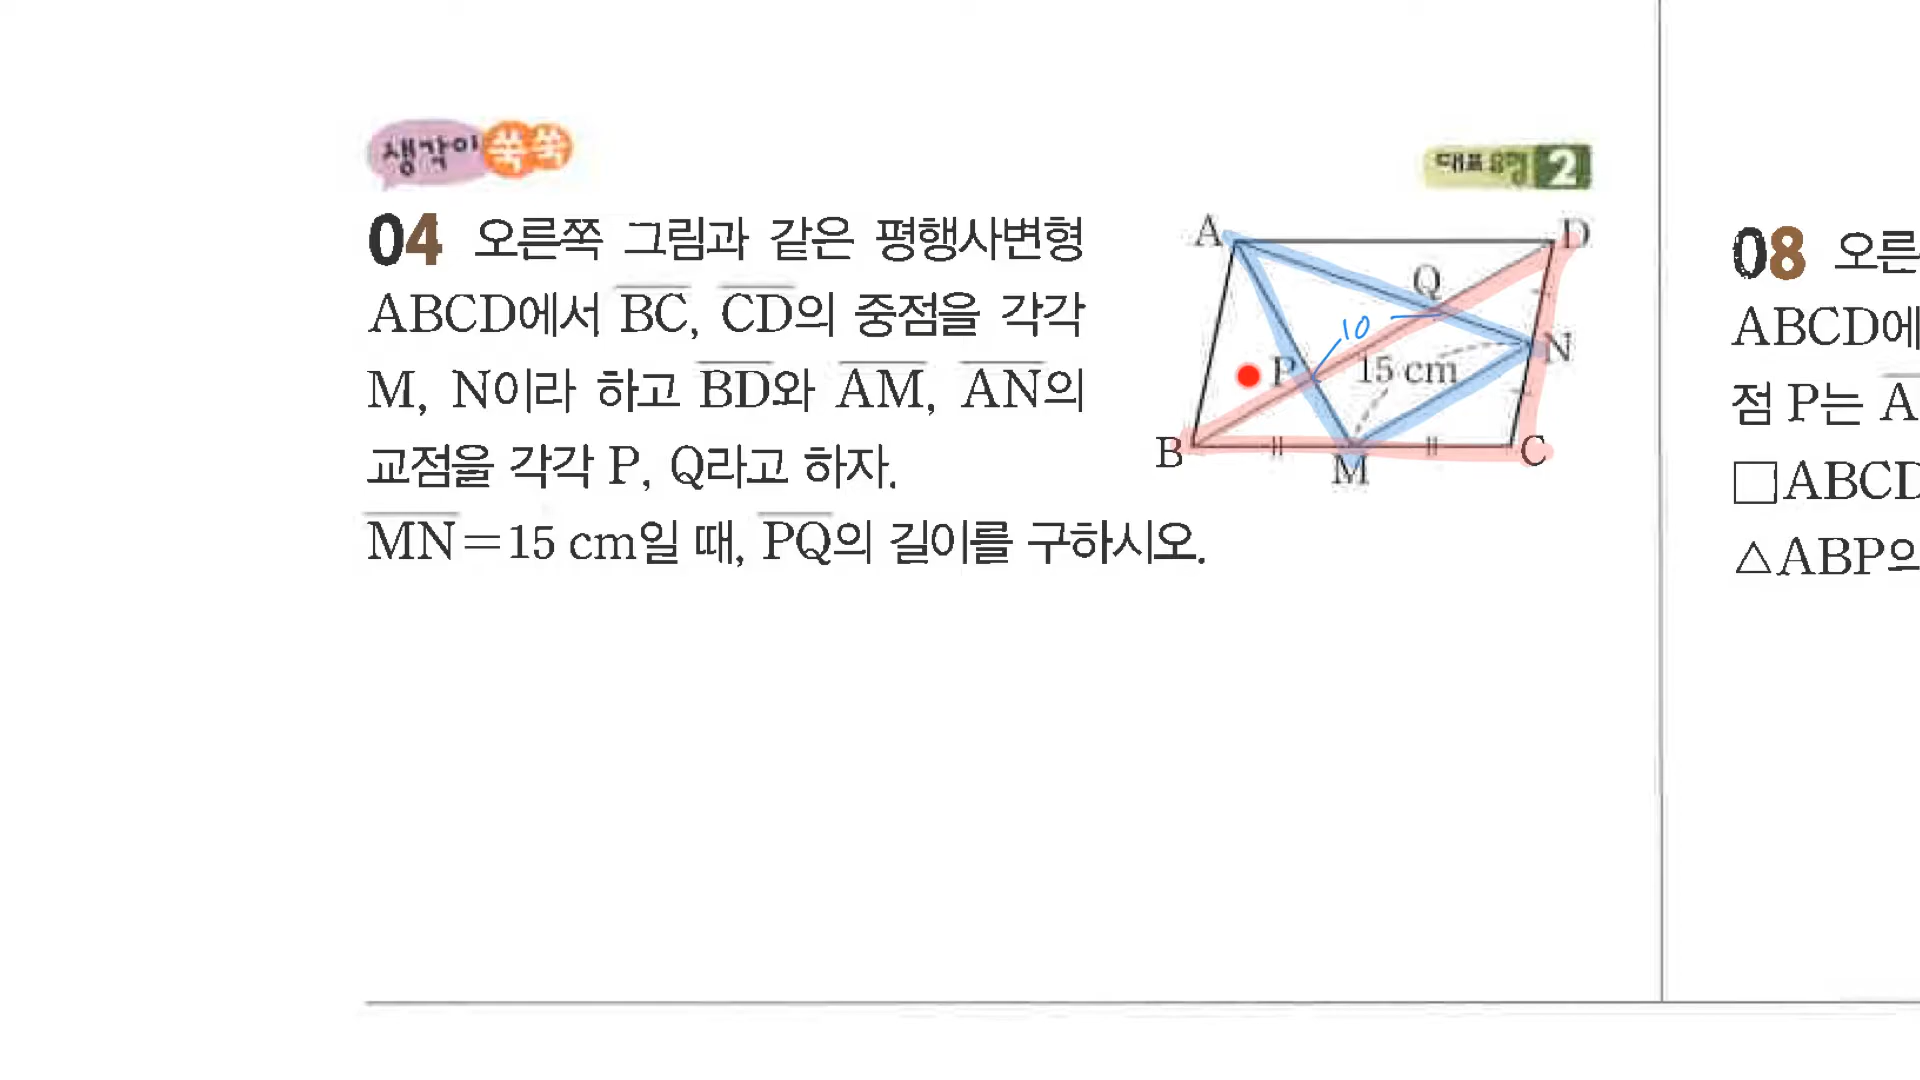 생각이 쑥쑥
대표유형 2
04 오른쪽 그림과 같은 평행사변형
ABCD에서 BC, CD의 중점을 각각
M, N이라 하고 BD와 AM, AN의
교점을 각각 P, Q라고 하자.
MN=15 cm일 때, PQ의 길이를 구하시오.
A
D
Q
10
N
P
15 cm
B
M
C
08 오른
ABCD에
점 P는 A
□ABCD
△ABP의